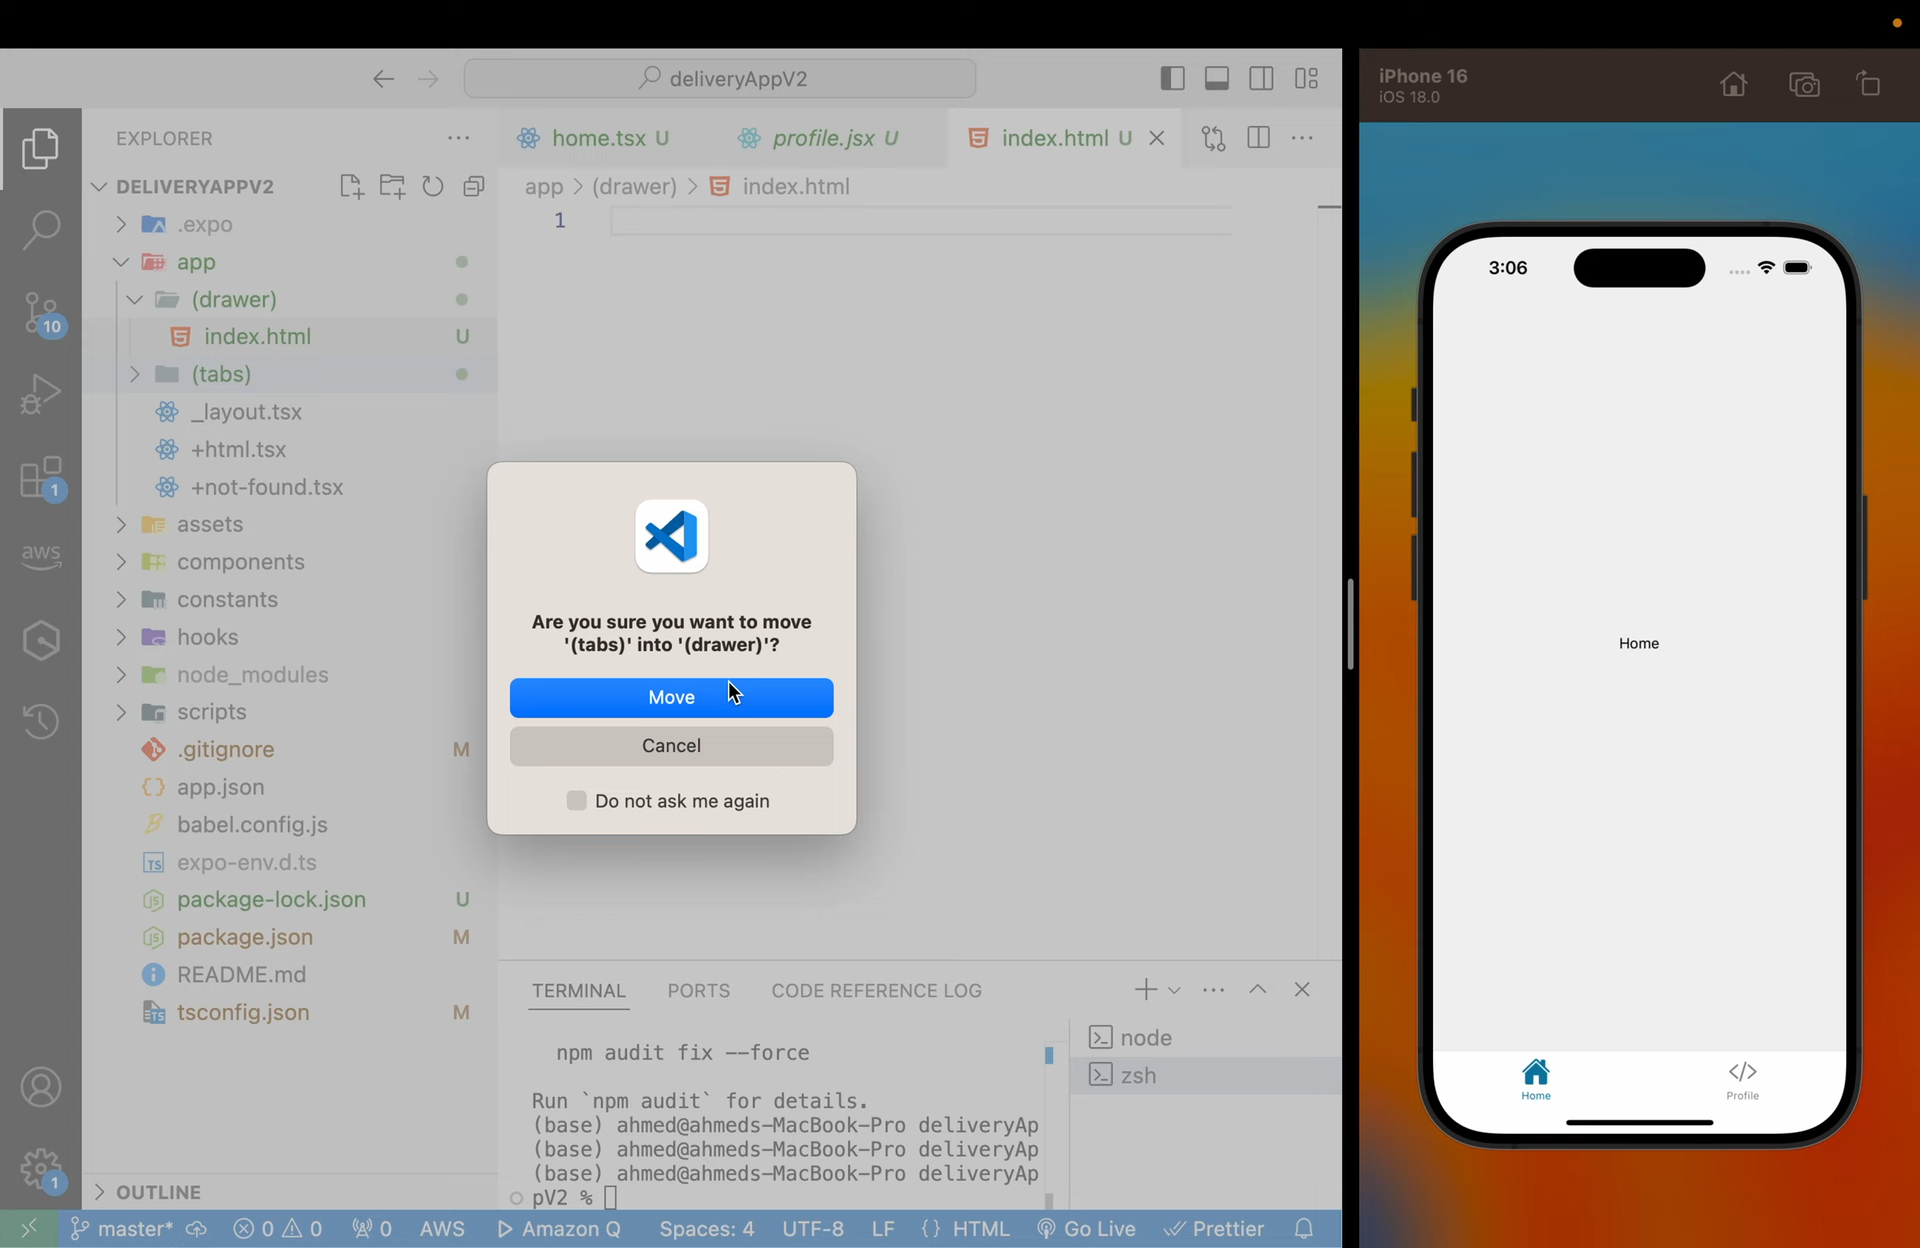 deliveryAppV2
iPhone 16
iOS 18.0
EXPLORER
home.tsx U
profile.jsx U
index.html U
DELIVERYAPPV2
app > (drawer) > index.html
.expo
1
app
(drawer)
index.html U
(tabs)
_layout.tsx
+html.tsx
+not-found.tsx
assets
components
constants
hooks
node_modules
scripts
.gitignore M
app.json
babel.config.js
TS expo-env.d.ts
package-lock.json U
package.json M
README.md
TS tsconfig.json M
OUTLINE
10
1
aws
1
Are you sure you want to move
'(tabs)' into '(drawer)'?
Move
Cancel
Do not ask me again
TERMINAL PORTS CODE REFERENCE LOG
npm audit fix --force
Run `npm audit` for details.
(base) ahmed@ahmeds-MacBook-Pro deliveryAp
(base) ahmed@ahmeds-MacBook-Pro deliveryAp
(base) ahmed@ahmeds-MacBook-Pro deliveryAp
pV2 %
node
zsh
master* 0 0 0 AWS Amazon Q Spaces: 4 UTF-8 LF {} HTML Go Live Prettier
3:06
Home
Home
Profile